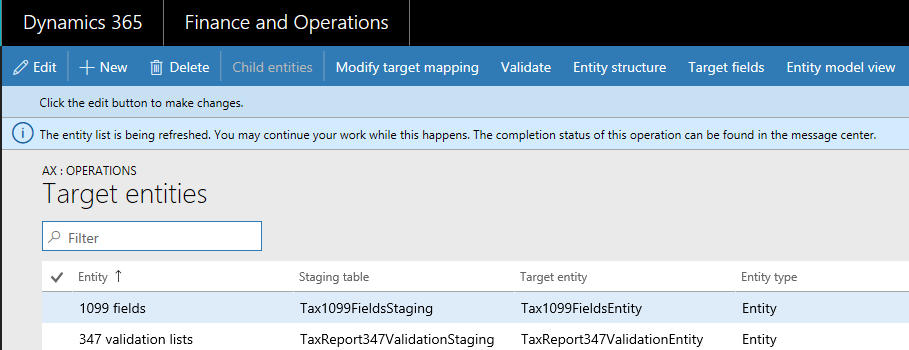 Dynamics 365 Finance and Operations
Edit New Delete Child entities Modify target mapping Validate Entity structure Target fields Entity model view
Click the edit button to make changes.
The entity list is being refreshed. You may continue your work while this happens. The completion status of this operation can be found in the message center.
AX : OPERATIONS
Target entities
Filter
Entity Staging table Target entity Entity type
1099 fields Tax1099FieldsStaging Tax1099FieldsEntity Entity
347 validation lists TaxReport347ValidationStaging TaxReport347ValidationEntity Entity